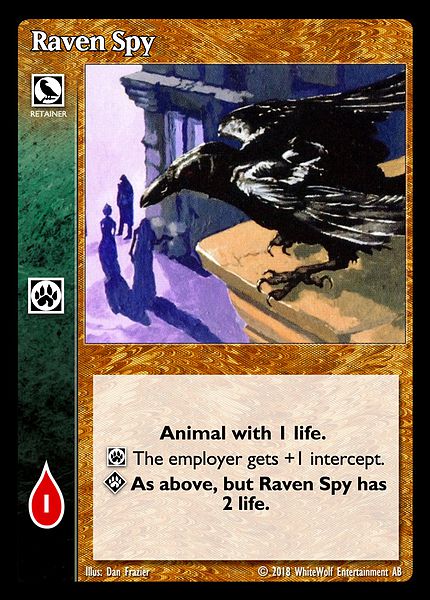 Raven Spy
RETAINER
Animal with 1 life.
The employer gets +1 intercept.
As above, but Raven Spy has
2 life.
1
Illus: Dan Frazier © 2018 WhiteWolf Entertainment AB